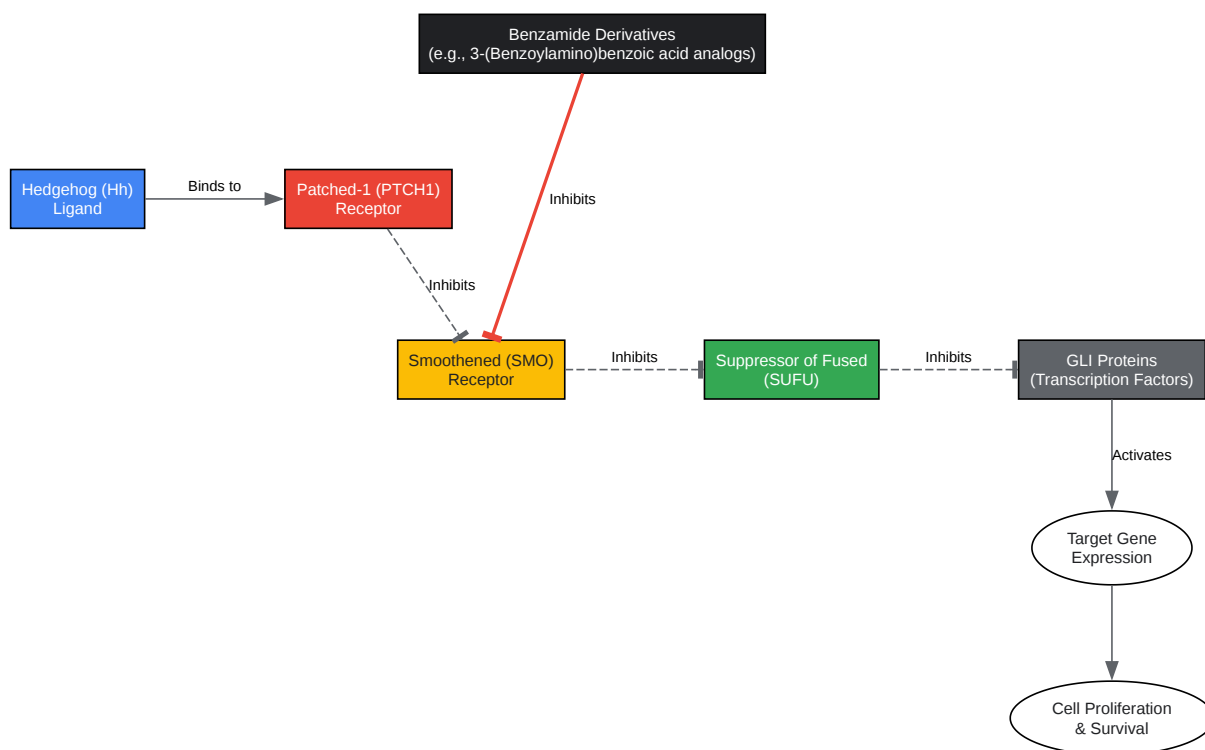 Benzamide Derivatives
(e.g., 3-(Benzoylamino)benzoic acid analogs)
Hedgehog (Hh)
Ligand
Binds to
Patched-1 (PTCH1)
Receptor
Inhibits
Inhibits
Smoothened (SMO)
Receptor
Inhibits
Suppressor of Fused
(SUFU)
Inhibits
GLI Proteins
(Transcription Factors)
Activates
Target Gene
Expression
Cell Proliferation
& Survival